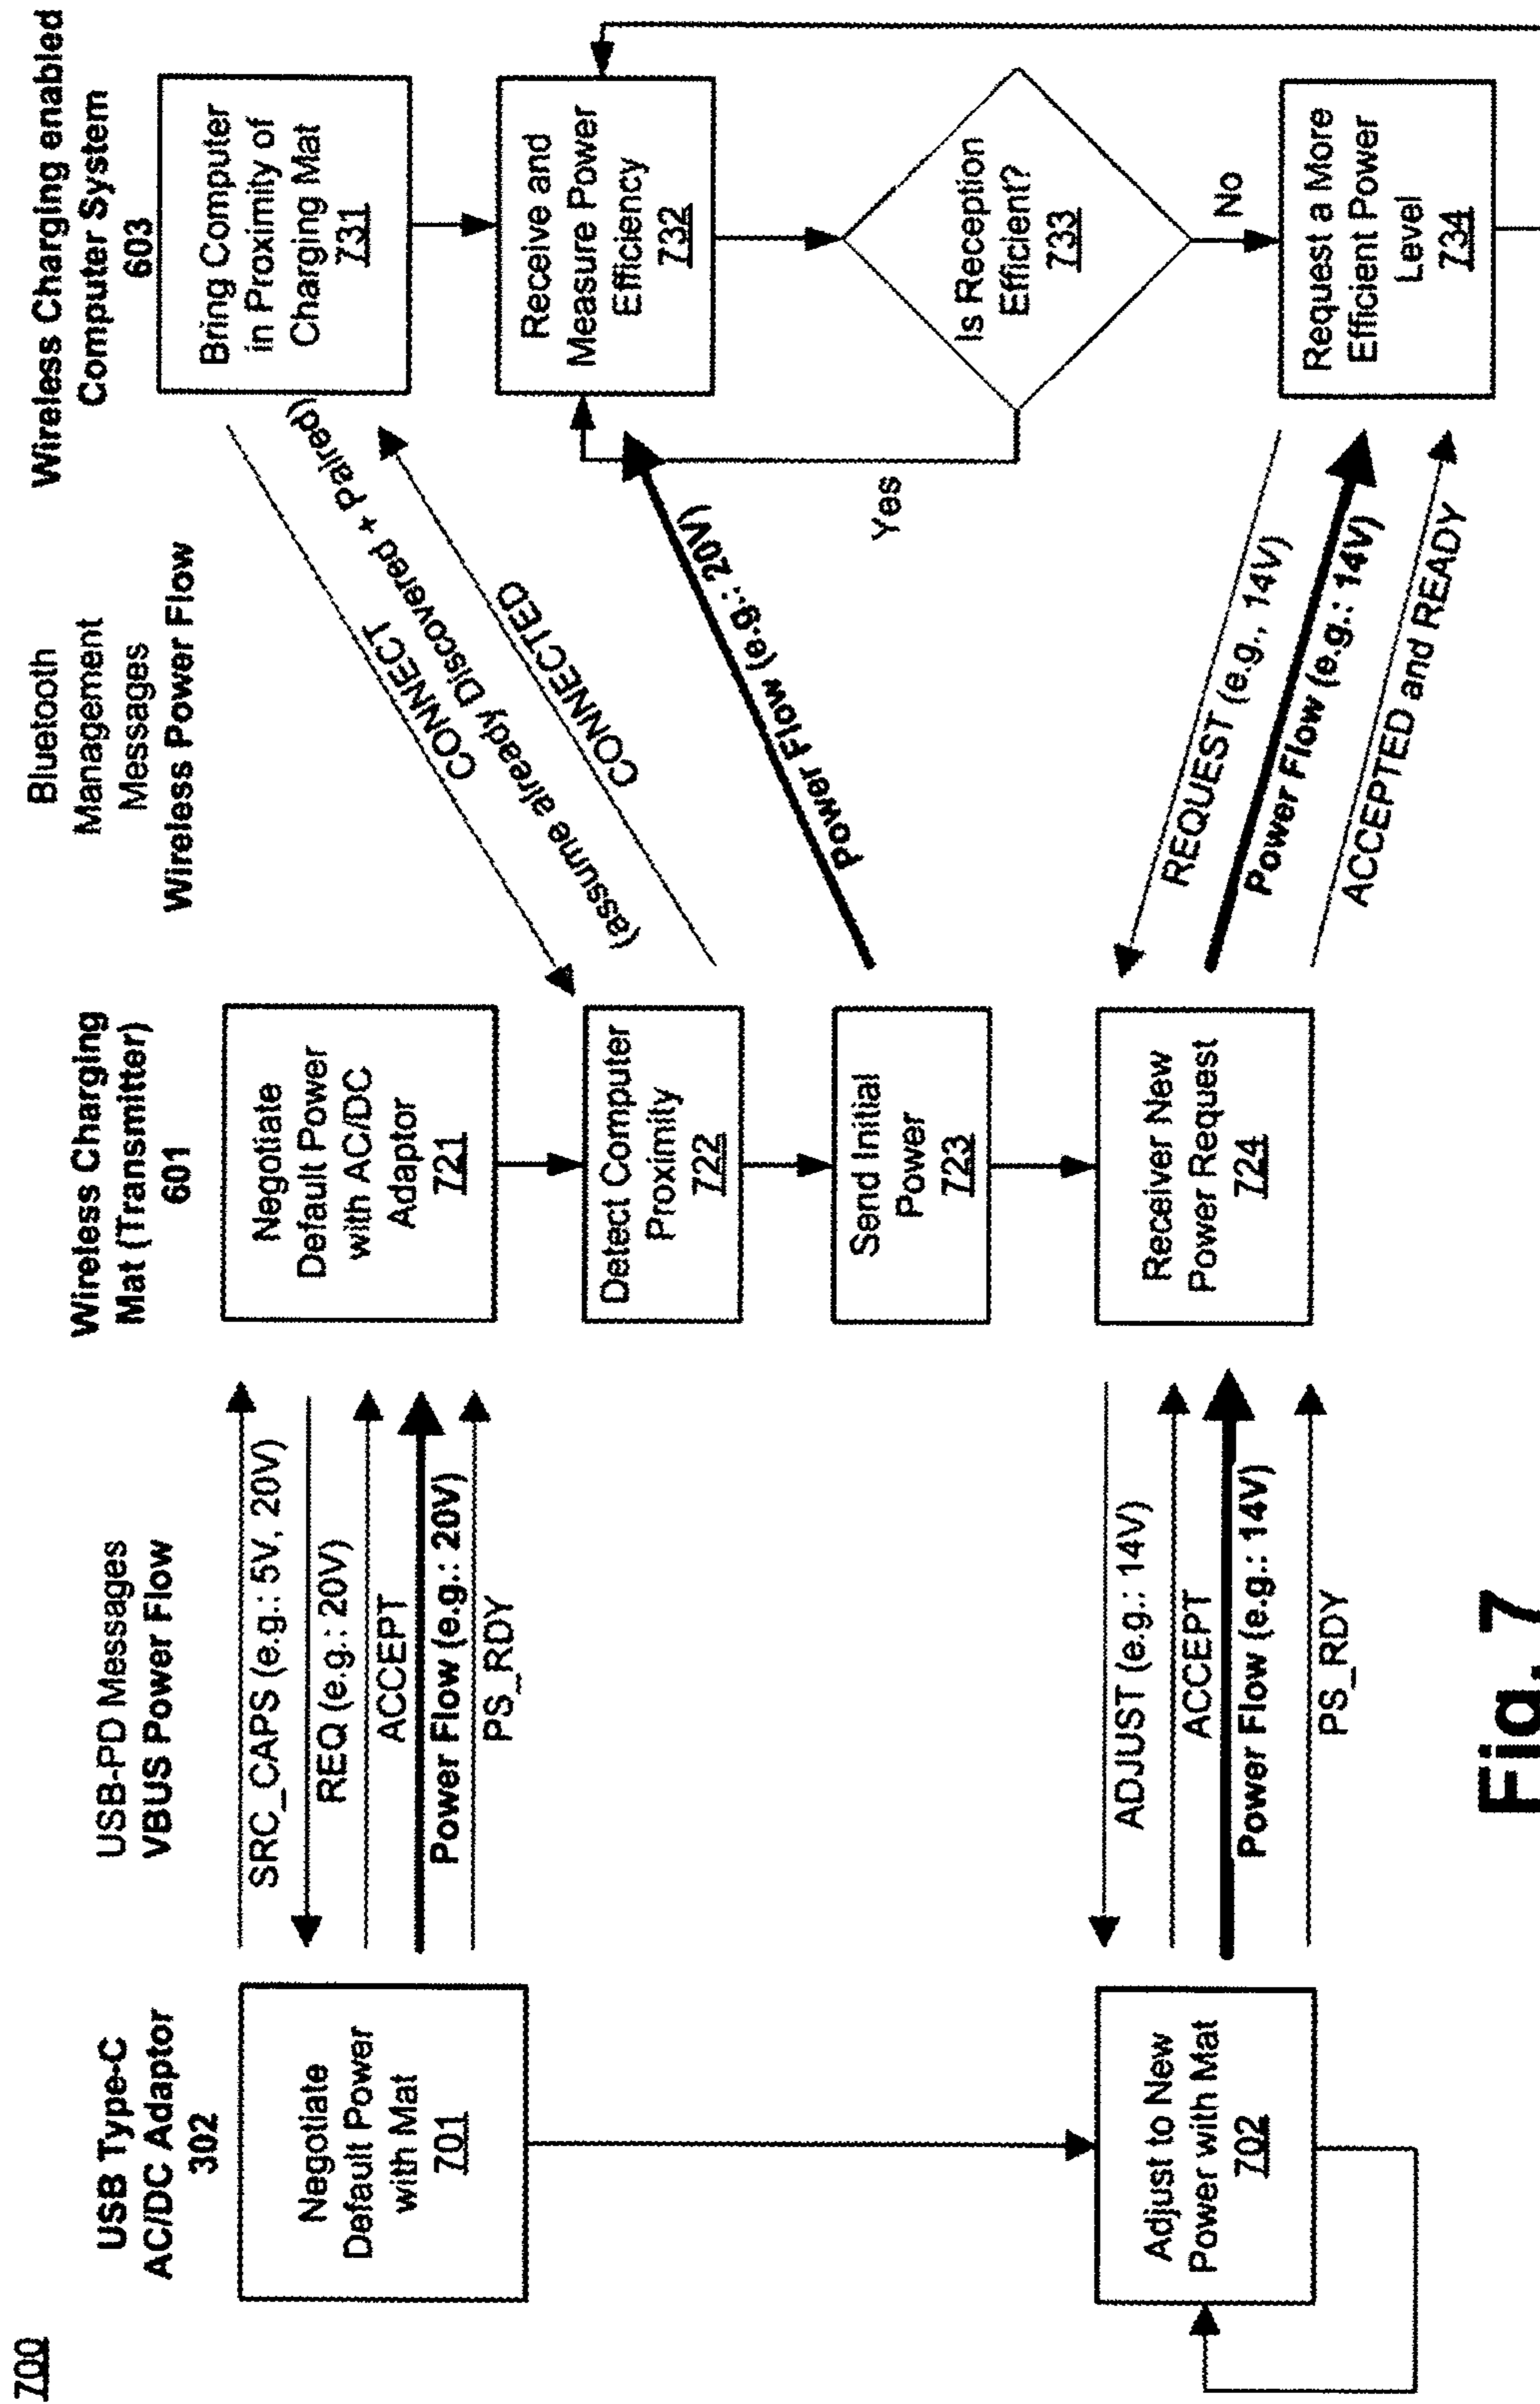 700
USB Type-C
AC/DC Adaptor
302
USB-PD Messages
VBUS Power Flow
Wireless Charging
Mat (Transmitter)
601
Bluetooth
Management
Messages
Wireless Power Flow
Wireless Charging enabled
Computer System
603
Negotiate
Default Power
with Mat
701
SRC_CAPS (e.g.: 5V, 20V)
REQ (e.g.: 20V)
ACCEPT
Power Flow (e.g.: 20V)
PS_RDY
Negotiate
Default Power
with AC/DC
Adaptor
721
Detect Computer
Proximity
722
Send Initial
Power
723
CONNECT
(assume already Discovered + Paired)
CONNECTED
Power Flow (e.g.: 20V)
Bring Computer
in Proximity of
Charging Mat
731
Receive and
Measure Power
Efficiency
732
Is Reception
Efficient?
733
Yes
No
Adjust to New
Power with Mat
702
ADJUST (e.g.: 14V)
ACCEPT
Power Flow (e.g.: 14V)
PS_RDY
Receiver New
Power Request
724
REQUEST (e.g., 14V)
Power Flow (e.g.: 14V)
ACCEPTED and READY
Request a More
Efficient Power
Level
734
Fig. 7